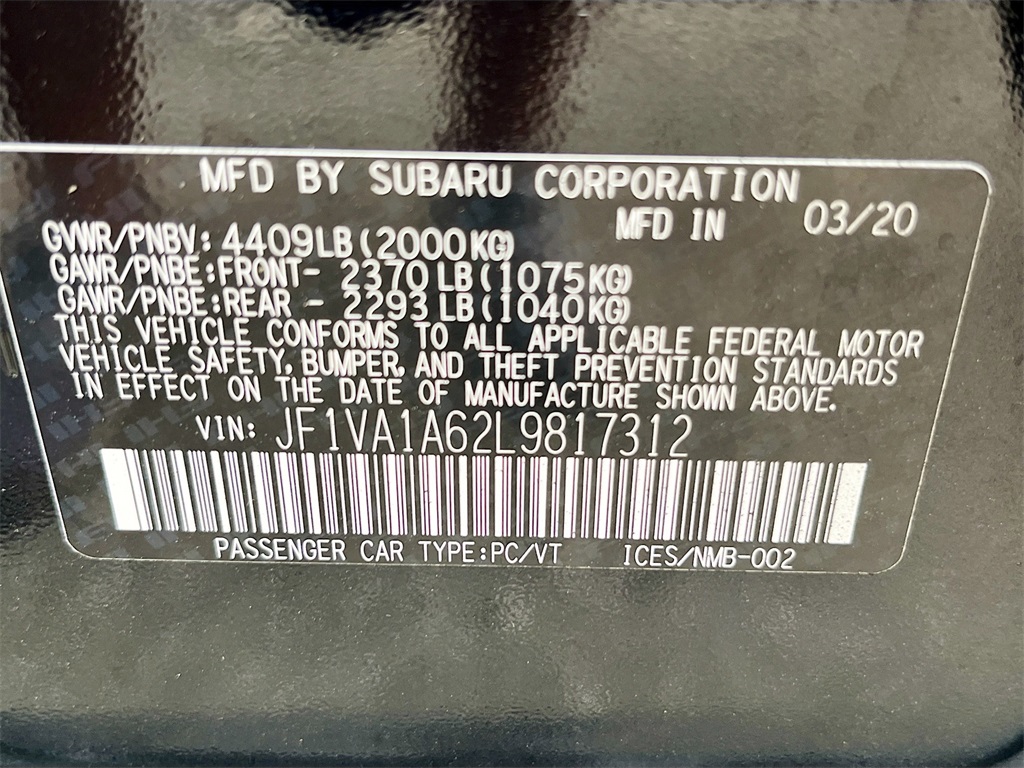 MFD BY SUBARU CORPORATION
MFD IN 03/20
GVWR/PNBV: 4409LB(2000KG)
GAWR/PNBE:FRONT- 2370LB(1075KG)
GAWR/PNBE:REAR - 2293LB(1040KG)
THIS VEHICLE CONFORMS TO ALL APPLICABLE FEDERAL MOTOR
VEHICLE SAFETY, BUMPER, AND THEFT PREVENTION STANDARDS
IN EFFECT ON THE DATE OF MANUFACTURE SHOWN ABOVE.
VIN: JF1VA1A62L9817312
PASSENGER CAR TYPE:PC/VT ICES/NMB-002